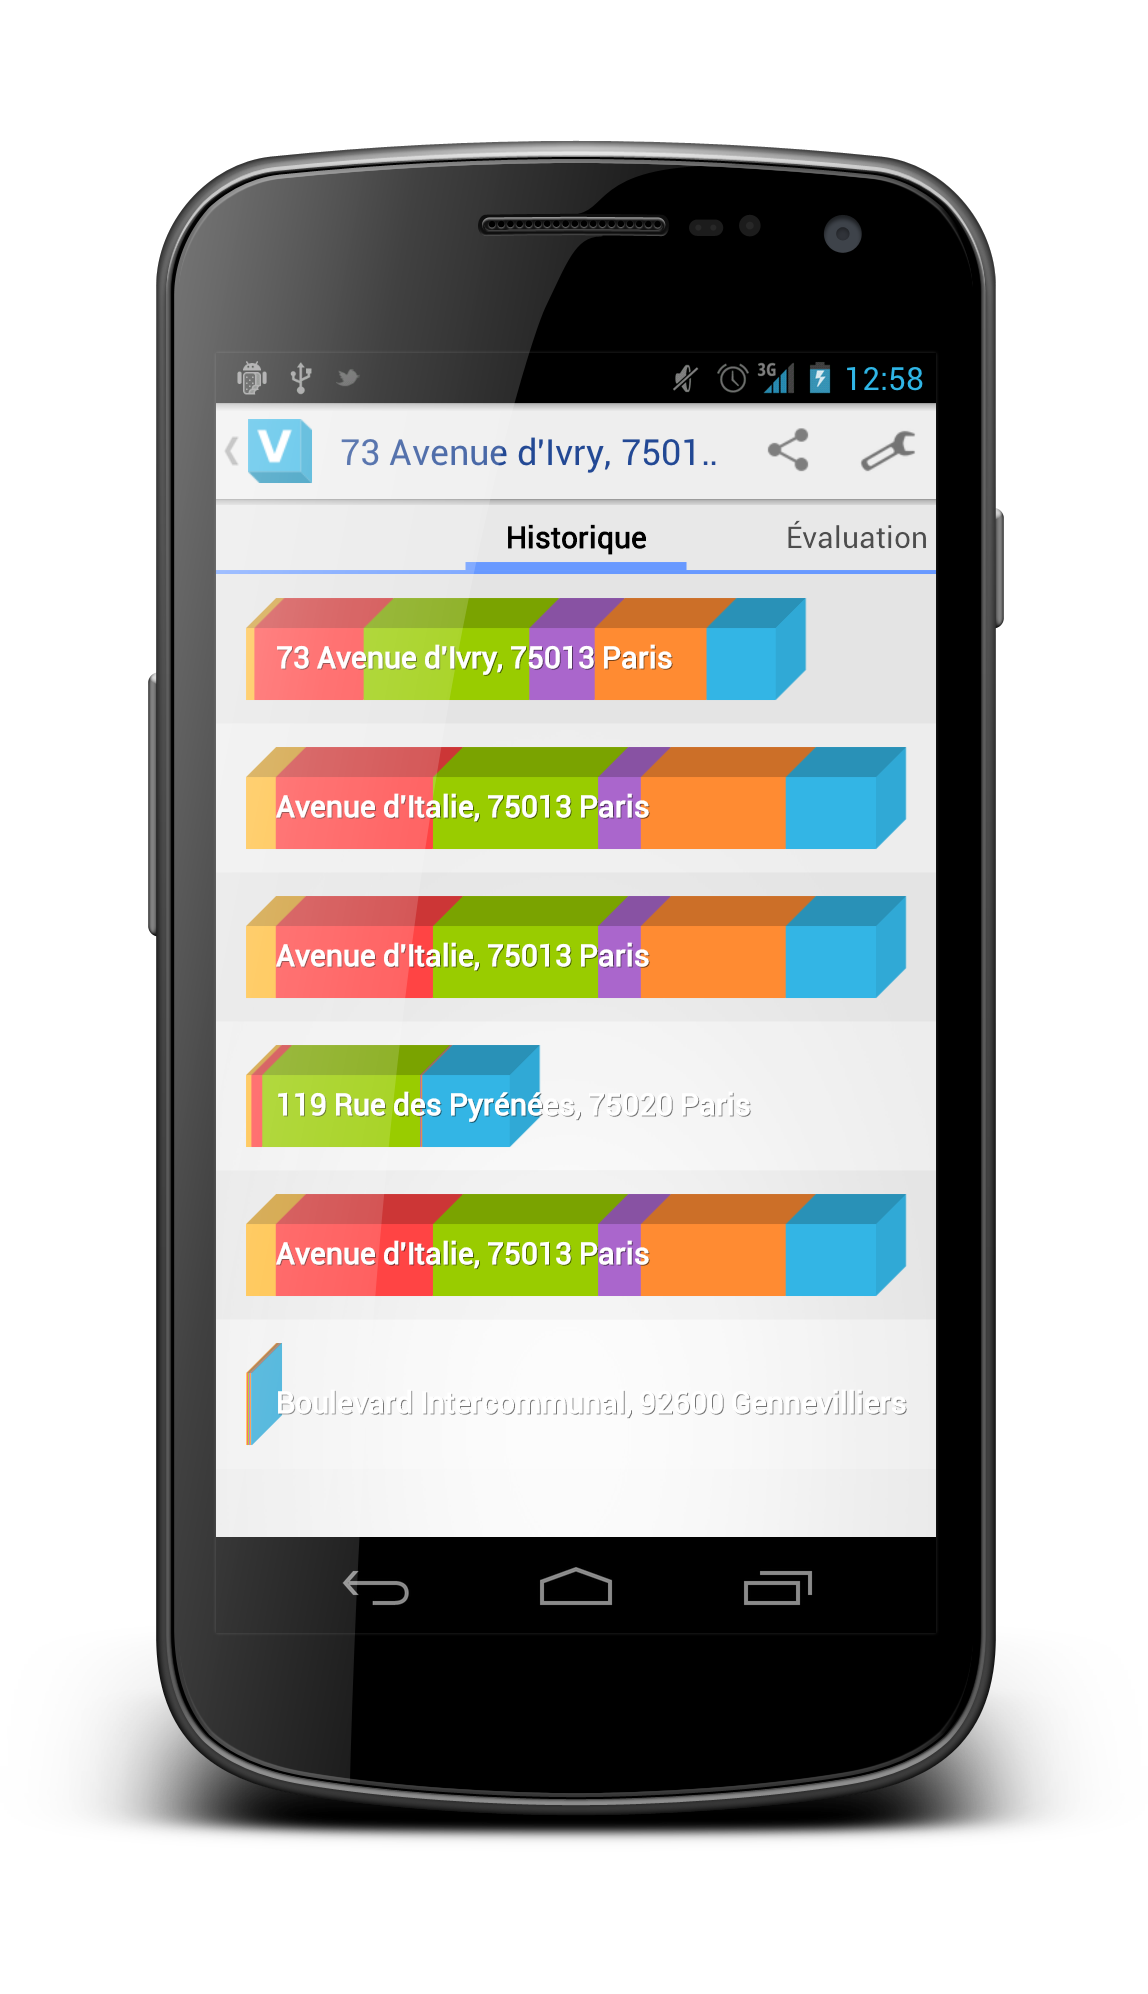 3G 12:58
V 73 Avenue d'Ivry, 7501..
Historique Évaluation
73 Avenue d'Ivry, 75013 Paris
Avenue d'Italie, 75013 Paris
Avenue d'Italie, 75013 Paris
119 Rue des Pyrénées, 75020 Paris
Avenue d'Italie, 75013 Paris
Boulevard Intercommunal, 92600 Gennevilliers